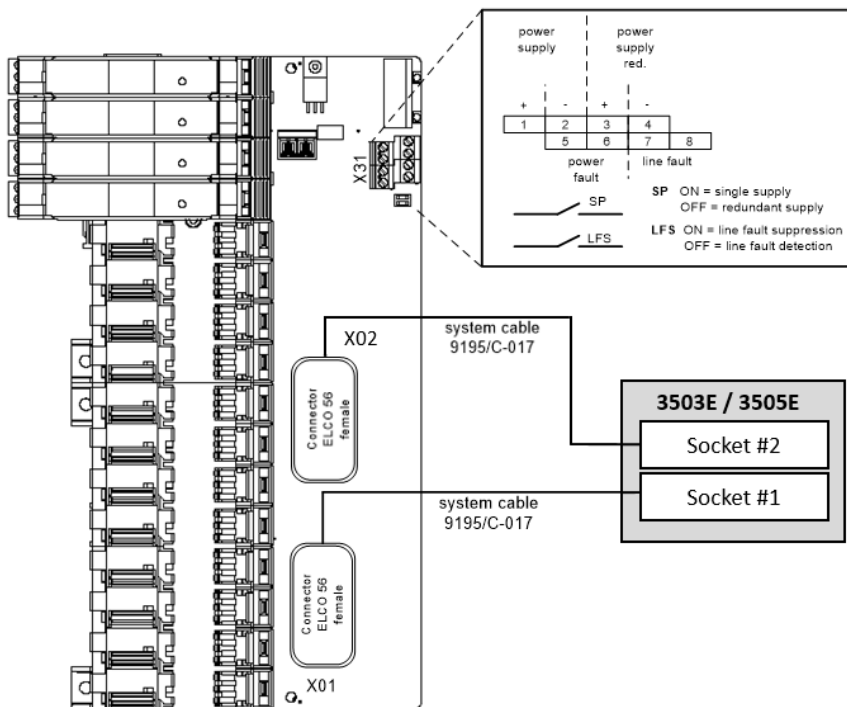 power supply
power supply red.
+ - + -
1 2 3 4
5 6 7 8
power fault
line fault
SP
SP ON = single supply
OFF = redundant supply
LFS
LFS ON = line fault suppression
OFF = line fault detection
X31
X02
system cable
9195/C-017
Connector
ELCO 56
female
3503E / 3505E
Socket #2
Socket #1
system cable
9195/C-017
Connector
ELCO 56
female
X01